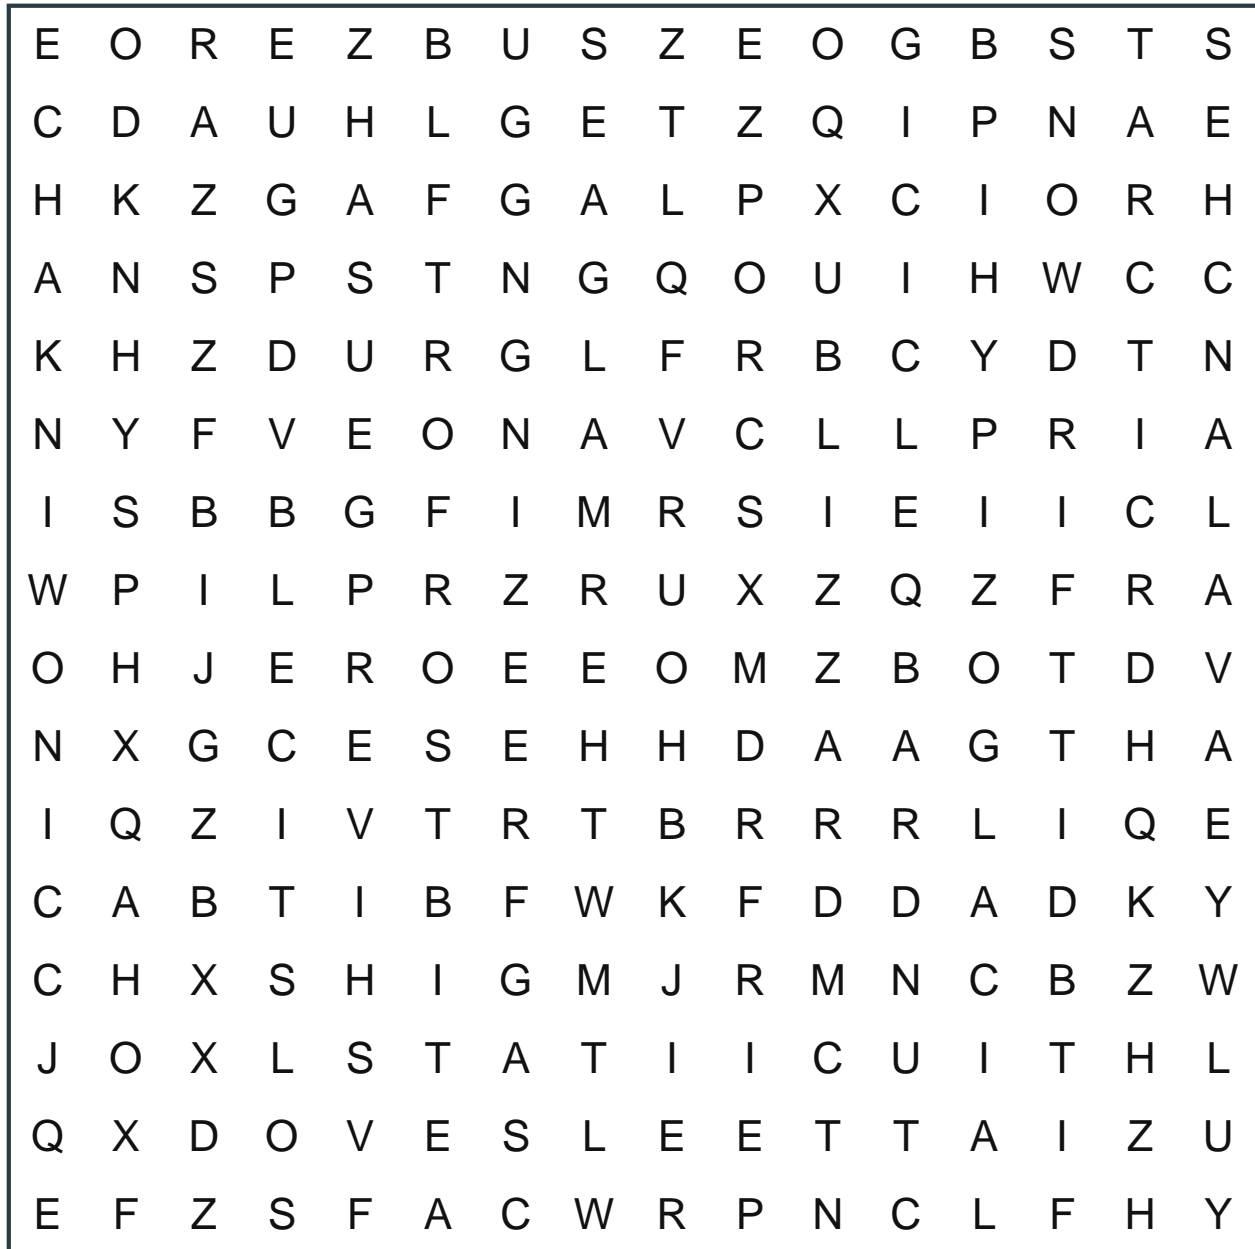 E O R E Z B U S Z E O G B S T S
C D A U H L G E T Z Q I P N A E
H K Z G A F G A L P X C I O R H
A N S P S T N G Q O U I H W C C
K H Z D U R G L F R B C Y D T N
N Y F V E O N A V C L L P R I A
I S B B G F I M R S I E I I C L
W P I L P R Z R U X Z Q Z F R A
O H J E R O E E O M Z B O T D V
N X G C E S E H H D A A G T H A
I Q Z I V T R T B R R R L I Q E
C A B T I B F W K F D D A D K Y
C H X S H I G M J R M N C B Z W
J O X L S T A T I I C U I T H L
Q X D O V E S L E E T T A I Z U
E F Z S F A C W R P N C L F H Y